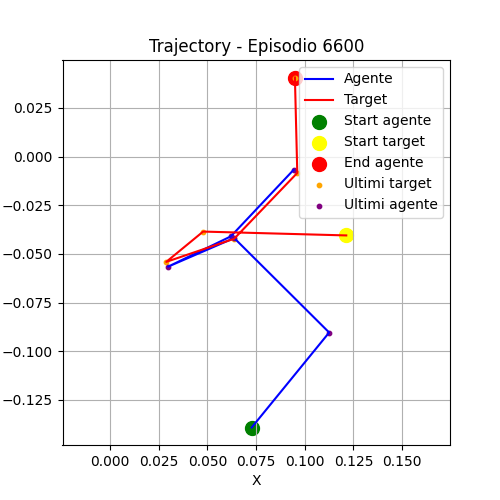 Trajectory - Episodio 6600
Agente
Target
Start agente
Start target
End agente
Ultimi target
Ultimi agente
0.025
0.000
−0.025
−0.050
−0.075
−0.100
−0.125
0.000 0.025 0.050 0.075 0.100 0.125 0.150
X